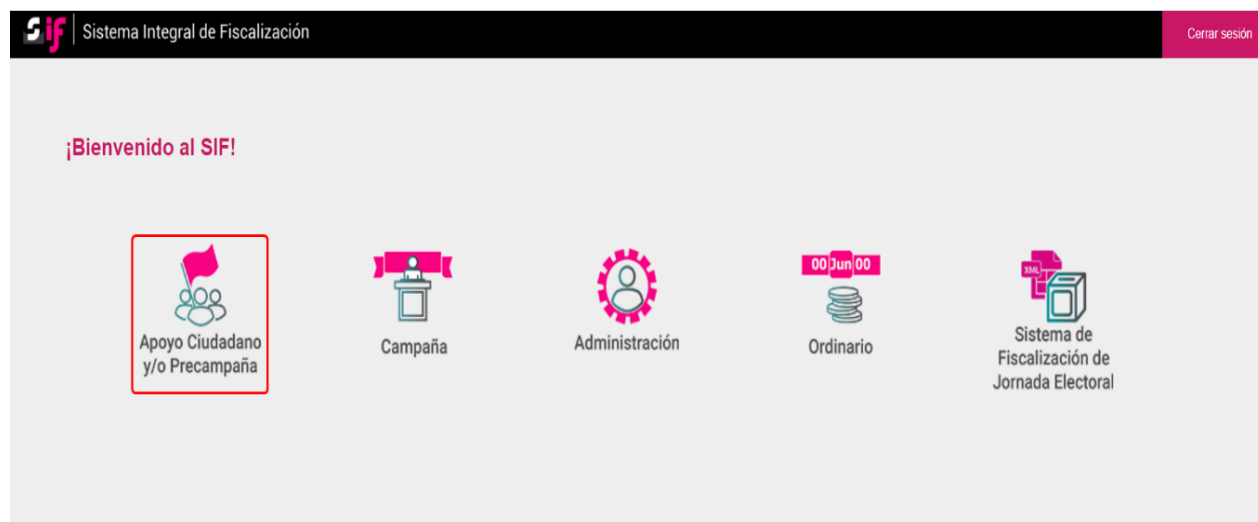 sif Sistema Integral de Fiscalización
Cerrar sesión
¡Bienvenido al SIF!
Apoyo Ciudadano
y/o Precampaña
Campaña
Administración
00 Jun 00
Ordinario
XML
Sistema de
Fiscalización de
Jornada Electoral